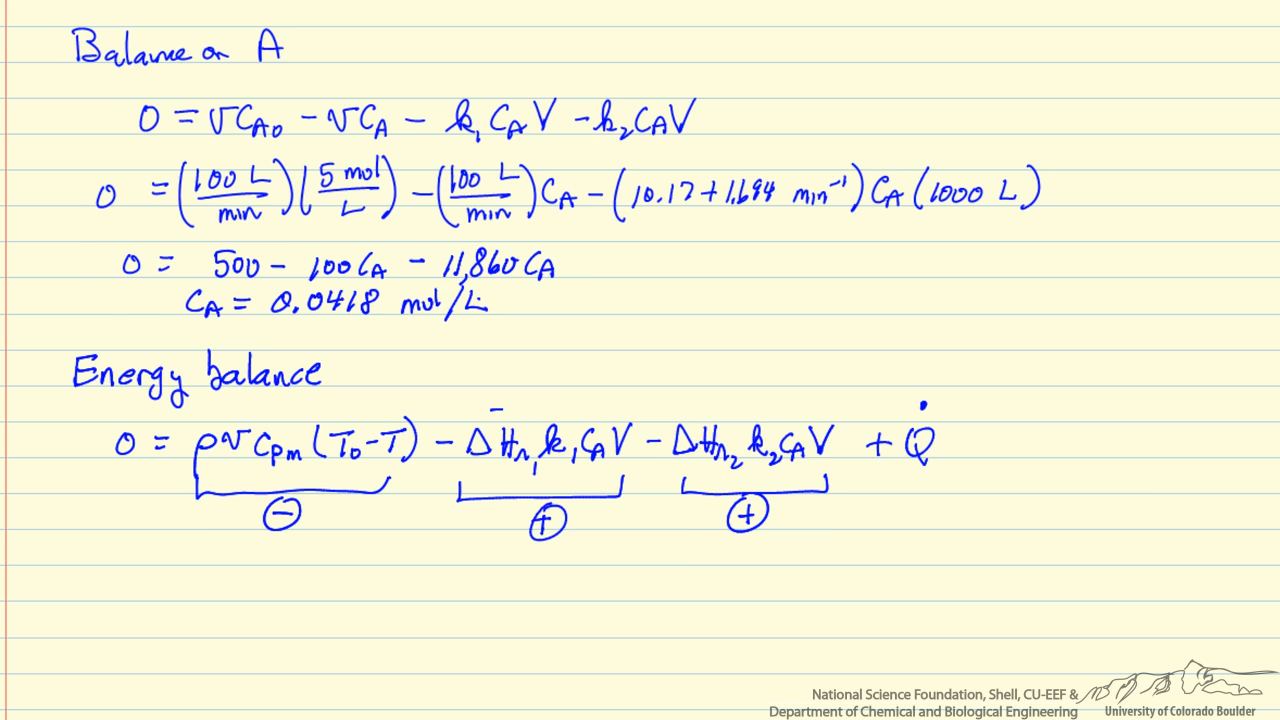 Balance on A
0 = vC_A0 - vC_A - k_1 C_A V - k_2 C_A V
0 = (100 L/min)(5 mol/L) - (100 L/min) C_A - (10.17 + 1.694 min^-1) C_A (1000 L)
0 = 500 - 100 C_A - 11,860 C_A
C_A = 0.0418 mol/L
Energy balance
0 = ρvC_pm (T_0 - T) - ΔH̄_r1 k_1 C_A V - ΔH_r2 k_2 C_A V + Q̇
⊖ ⊕ ⊕
National Science Foundation, Shell, CU-EEF &
Department of Chemical and Biological Engineering
University of Colorado Boulder